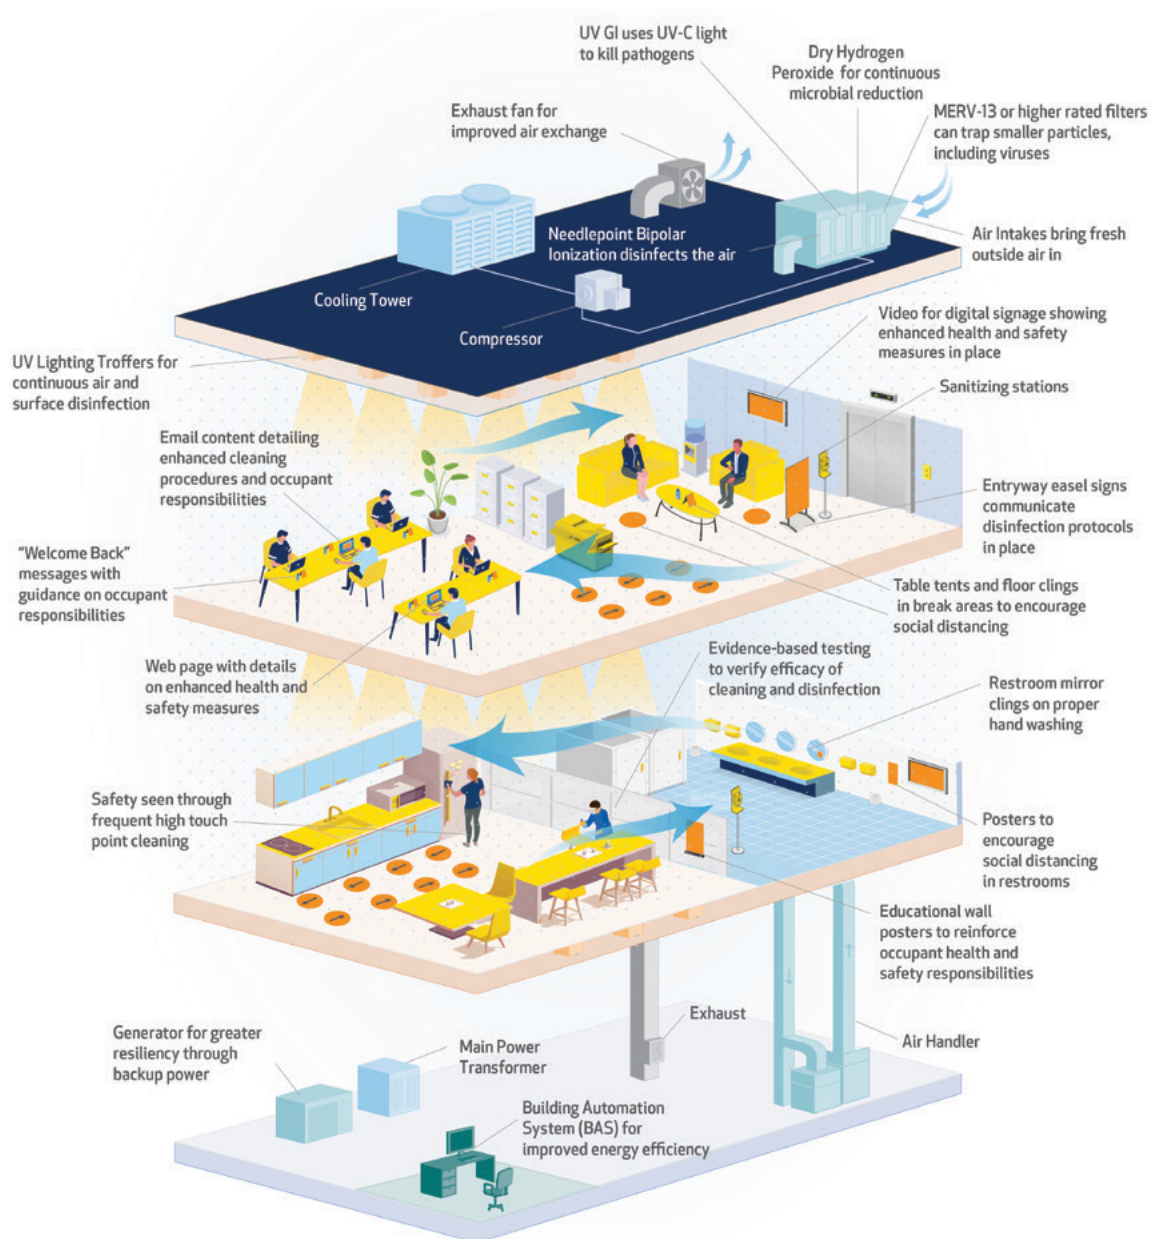 UV GI uses UV-C light
to kill pathogens
Dry Hydrogen
Peroxide for continuous
microbial reduction
Exhaust fan for
improved air exchange
MERV-13 or higher rated filters
can trap smaller particles,
including viruses
Needlepoint Bipolar
Ionization disinfects the air
Air Intakes bring fresh
outside air in
Cooling Tower
Compressor
Video for digital signage showing
enhanced health and safety
measures in place
UV Lighting Troffers for
continuous air and
surface disinfection
Sanitizing stations
Email content detailing
enhanced cleaning
procedures and occupant
responsibilities
Entryway easel signs
communicate
disinfection protocols
in place
“Welcome Back”
messages with
guidance on occupant
responsibilities
Table tents and floor clings
in break areas to encourage
social distancing
Web page with details
on enhanced health and
safety measures
Evidence-based testing
to verify efficacy of
cleaning and disinfection
Restroom mirror
clings on proper
hand washing
Safety seen through
frequent high touch
point cleaning
Posters to
encourage
social distancing
in restrooms
Educational wall
posters to reinforce
occupant health and
safety responsibilities
Exhaust
Air Handler
Generator for greater
resiliency through
backup power
Main Power
Transformer
Building Automation
System (BAS) for
improved energy efficiency